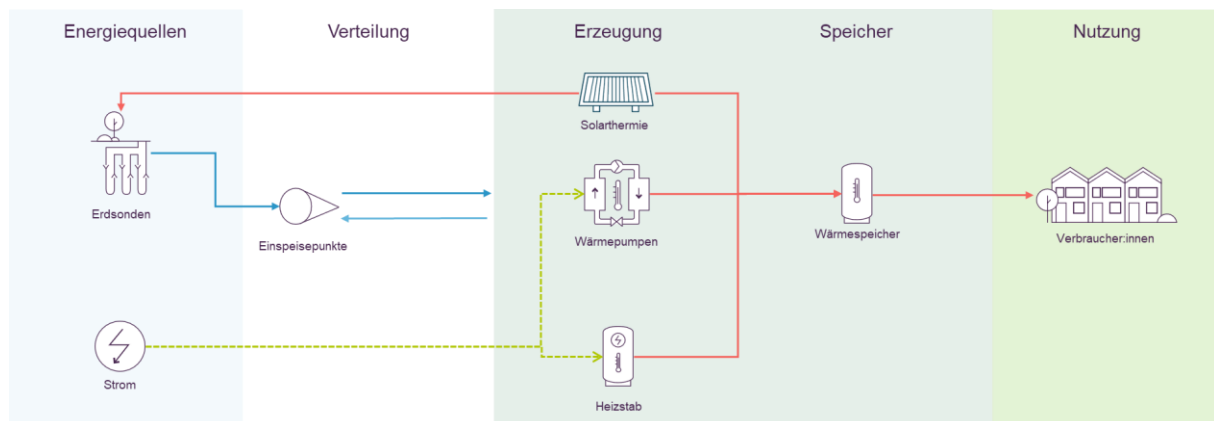 Energiequellen
Verteilung
Erzeugung
Speicher
Nutzung
Solarthermie
Erdsonden
Einspeisepunkte
Wärmepumpen
Wärmespeicher
Verbraucher:innen
Strom
Heizstab